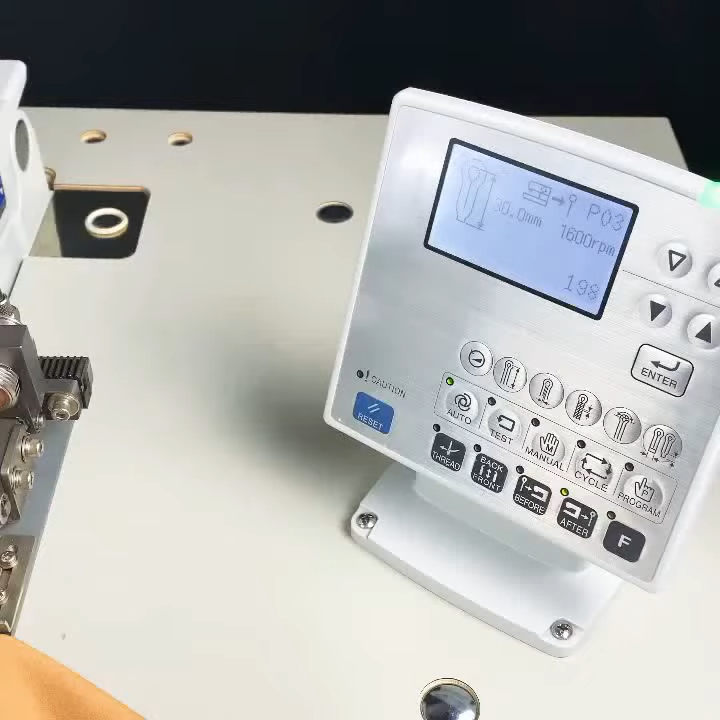 P03
30.0mm
1600rpm
198
ENTER
CAUTION
RESET
AUTO
TEST
MANUAL
CYCLE
PROGRAM
THREAD
BACK
FRONT
BEFORE
AFTER
F